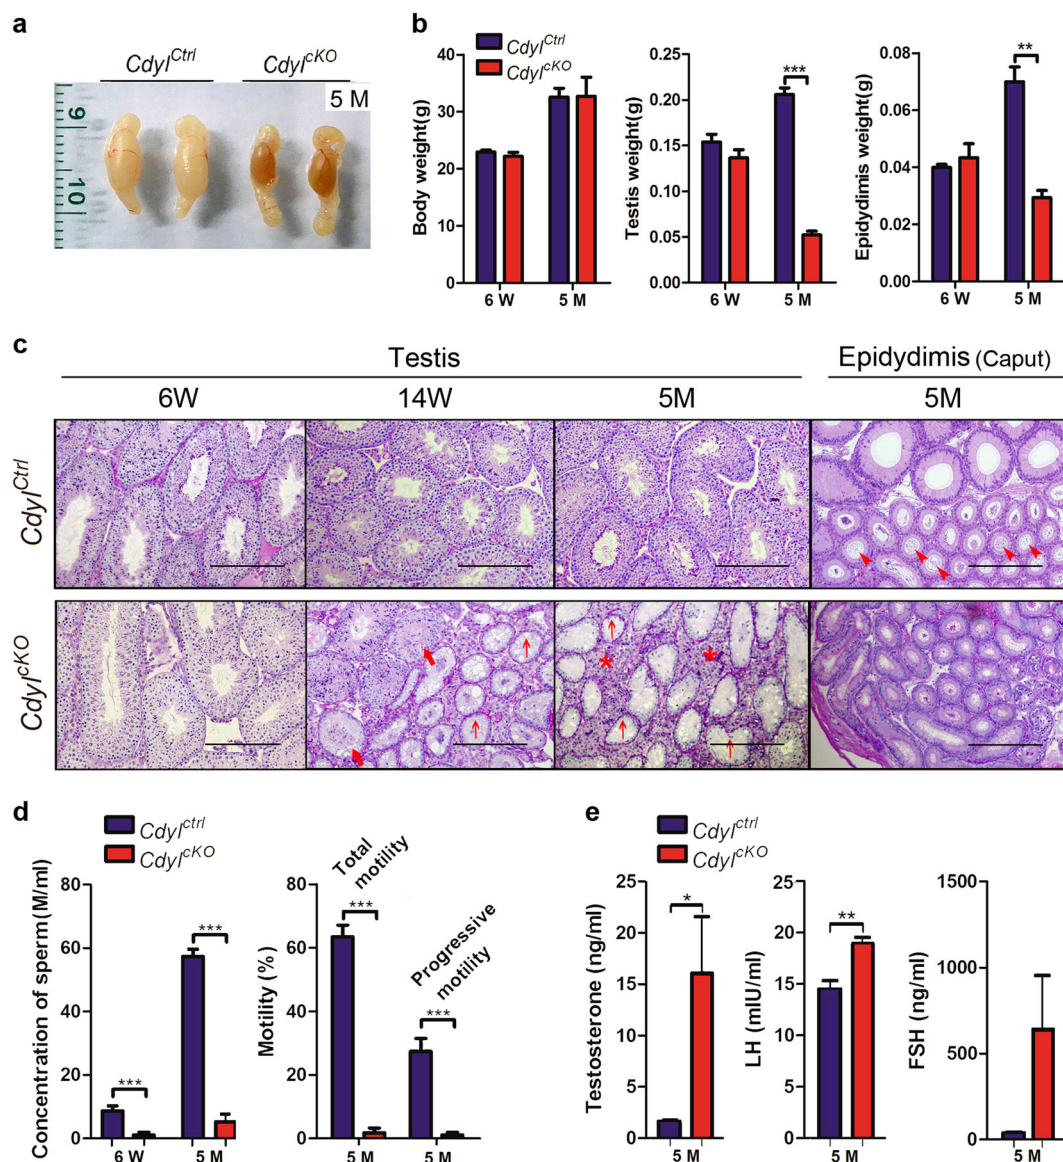 a
Cdyl^Ctrl Cdyl^cKO
5 M
9
10
b
Cdyl^Ctrl
Cdyl^cKO
Body weight(g)
40
30
20
10
0
6 W 5 M
Testis weight(g)
0.25
0.20
0.15
0.10
0.05
0.00
***
6 W 5 M
Epidydimis weight(g)
0.08
0.06
0.04
0.02
0.00
**
6 W 5 M
c
Testis Epidydimis (Caput)
6W 14W 5M 5M
Cdyl^Ctrl
Cdyl^cKO
* *
d
Cdyl^ctrl
Cdyl^cKO
Concentration of sperm(M/ml)
80
60
40
20
0
***
***
6 W 5 M
Motility (%)
80
60
40
20
0
Total
motility
***
Progressive
motility
***
5 M 5 M
e
Cdyl^ctrl
Cdyl^cKO
Testosterone (ng/ml)
25
20
15
10
5
0
*
5 M
LH (mIU/ml)
25
20
15
15
5
0
**
5 M
FSH (ng/ml)
1500
1000
500
0
5 M